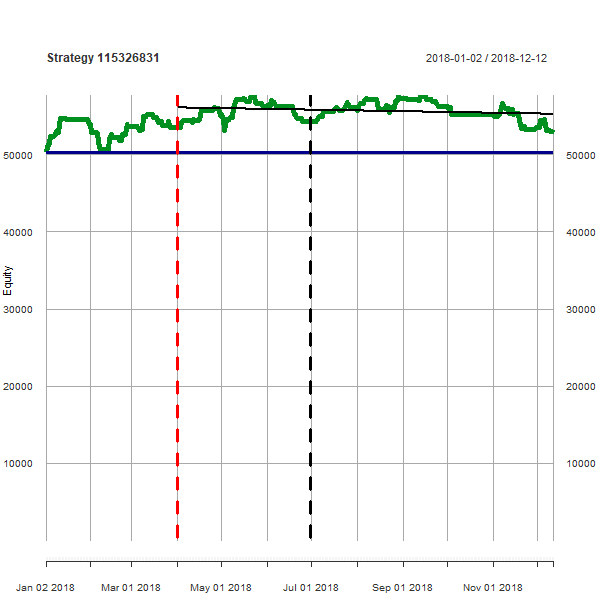 Strategy 115326831
2018-01-02 / 2018-12-12
50000
50000
40000
40000
Equity
30000
30000
20000
20000
10000
10000
Jan 02 2018
Mar 01 2018
May 01 2018
Jul 01 2018
Sep 01 2018
Nov 01 2018